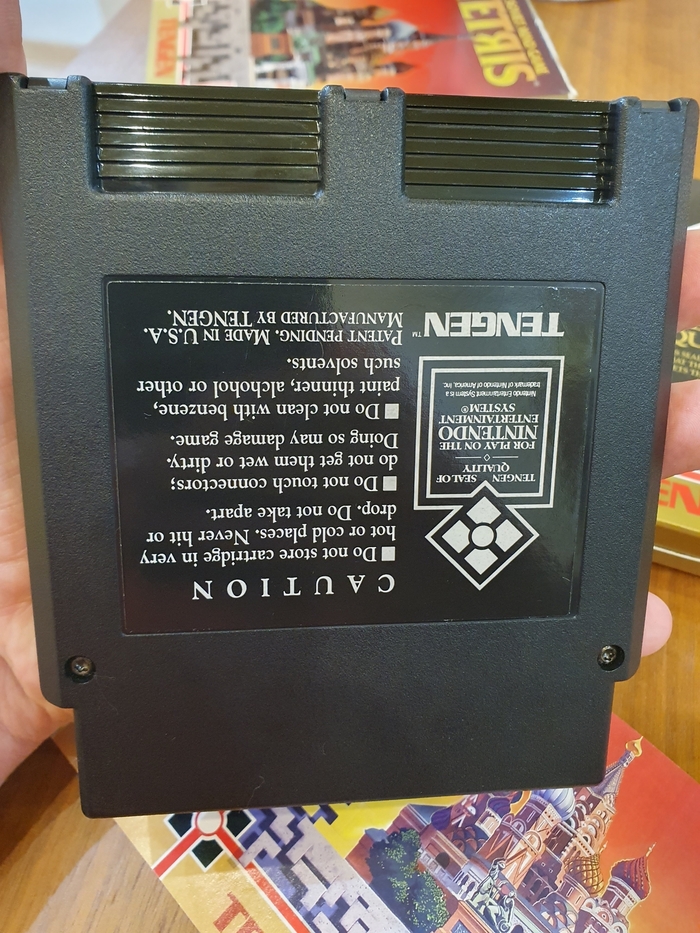 CAUTION
■ Do not store cartridge in very
hot or cold places. Never hit or
drop. Do not take apart.
■ Do not touch connectors;
do not get them wet or dirty.
Doing so may damage game.
■ Do not clean with benzene,
paint thinner, alchohol or other
such solvents.
PATENT PENDING. MADE IN U.S.A.
MANUFACTURED BY TENGEN.
TENGEN SEAL OF
QUALITY
FOR PLAY ON THE
NINTENDO
ENTERTAINMENT
SYSTEM®
Nintendo Entertainment System is a
trademark of Nintendo of America, Inc.
TENGEN™
TENGEN